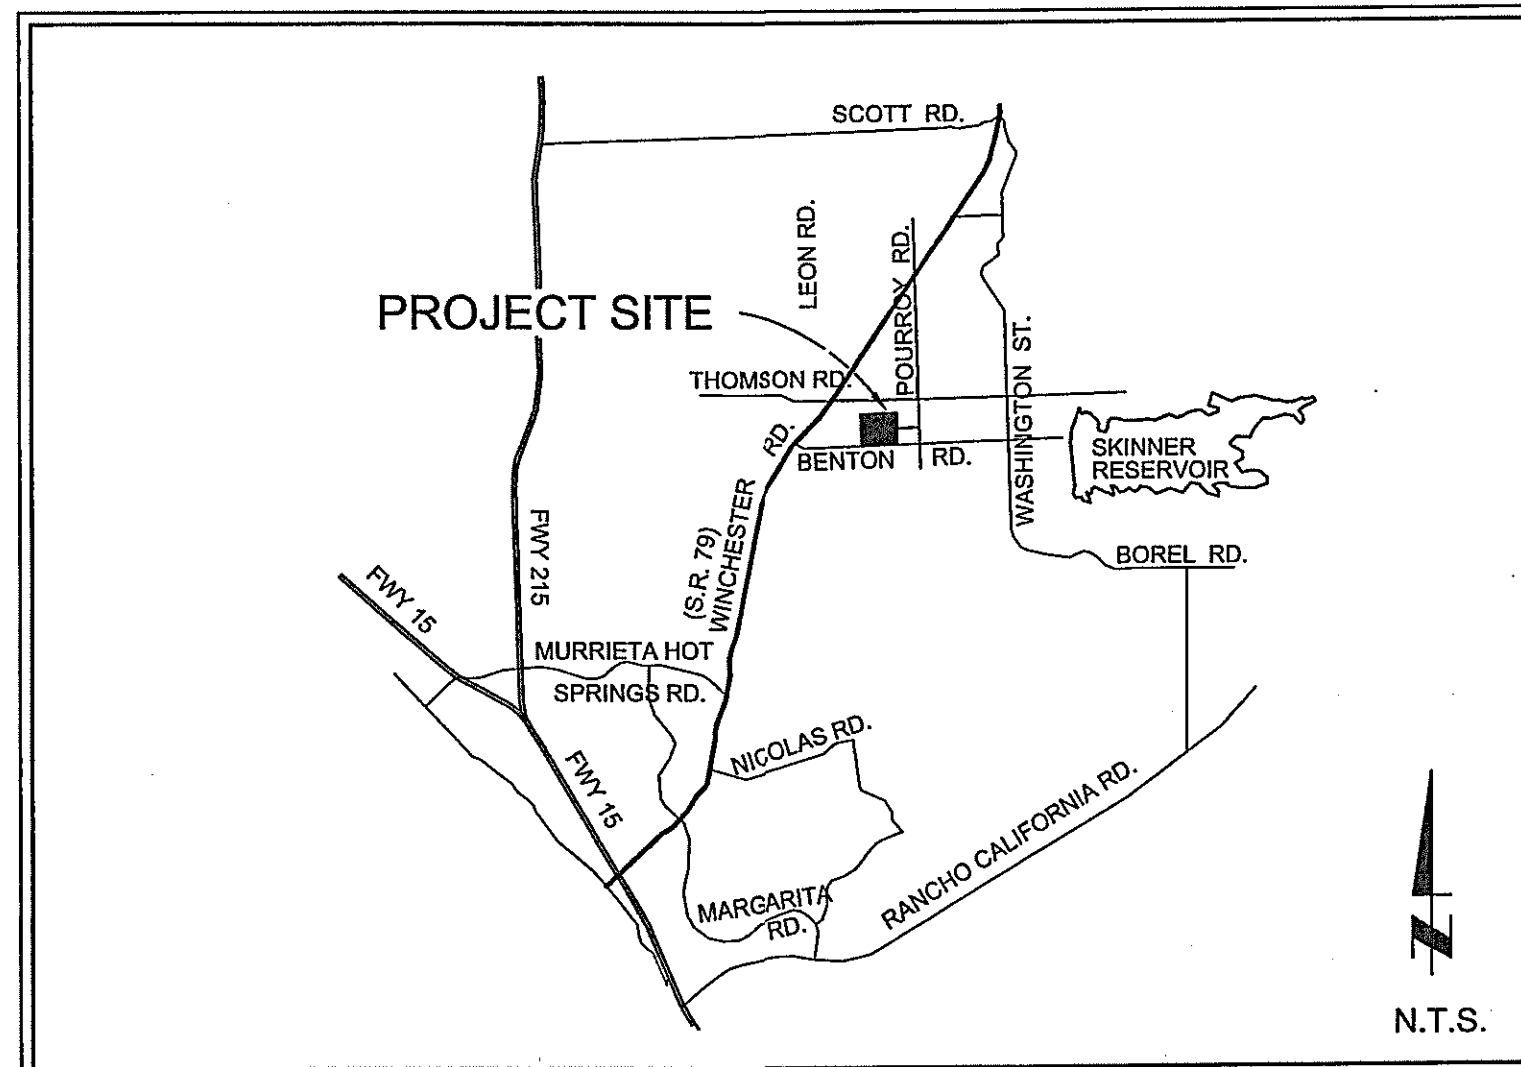 SCOTT RD.
LEON RD.
POURROY RD.
PROJECT SITE
THOMSON RD.
WASHINGTON ST.
SKINNER
RESERVOIR
BENTON RD.
(S.R. 79)
WINCHESTER RD.
BOREL RD.
FWY 215
FWY 15
MURRIETA HOT
SPRINGS RD.
NICOLAS RD.
FWY 15
RANCHO CALIFORNIA RD.
MARGARITA
RD.
N
N.T.S.